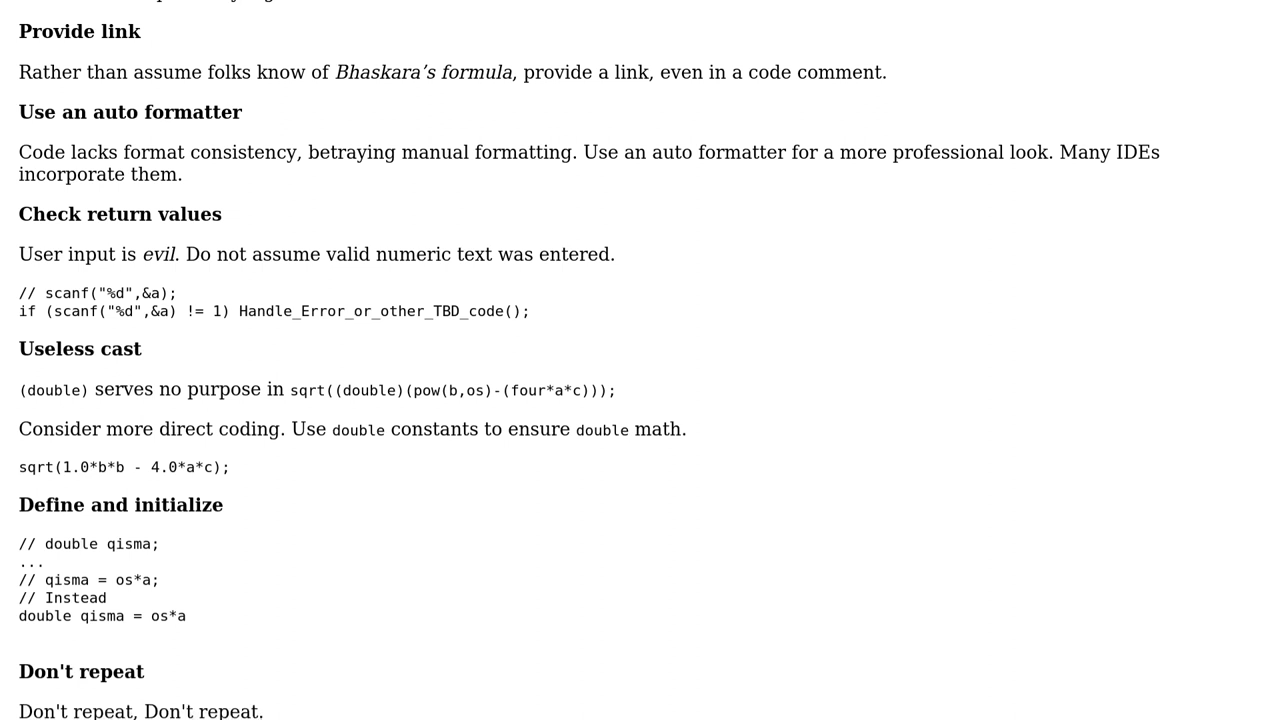 Provide link
Rather than assume folks know of Bhaskara’s formula, provide a link, even in a code comment.
Use an auto formatter
Code lacks format consistency, betraying manual formatting. Use an auto formatter for a more professional look. Many IDEs
incorporate them.
Check return values
User input is evil. Do not assume valid numeric text was entered.
// scanf("%d",&a);
if (scanf("%d",&a) != 1) Handle_Error_or_other_TBD_code();
Useless cast
(double) serves no purpose in sqrt((double)(pow(b,os)-(four*a*c)));
Consider more direct coding. Use double constants to ensure double math.
sqrt(1.0*b*b - 4.0*a*c);
Define and initialize
// double qisma;
...
// qisma = os*a;
// Instead
double qisma = os*a
Don't repeat
Don't repeat, Don't repeat.